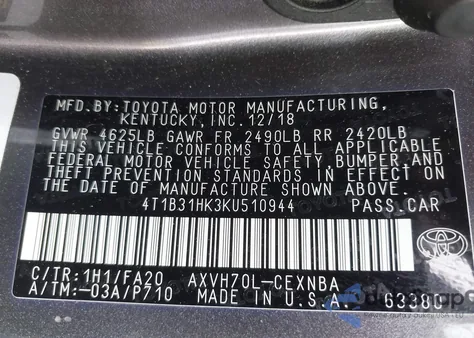 MFD. BY: TOYOTA MOTOR MANUFACTURING,
KENTUCKY, INC. 12/18
GVWR 4625LB GAWR FR 2490LB RR 2420LB
THIS VEHICLE CONFORMS TO ALL APPLICABLE
FEDERAL MOTOR VEHICLE SAFETY, BUMPER, AND
THEFT PREVENTION STANDARDS IN EFFECT ON
THE DATE OF MANUFACTURE SHOWN ABOVE.
4T1B31HK3KU510944 PASS. CAR
C/TR: 1H1/FA20 AXVH70L-CEXNBA
A/TM: -03A/P710 MADE IN U.S.A. 63380